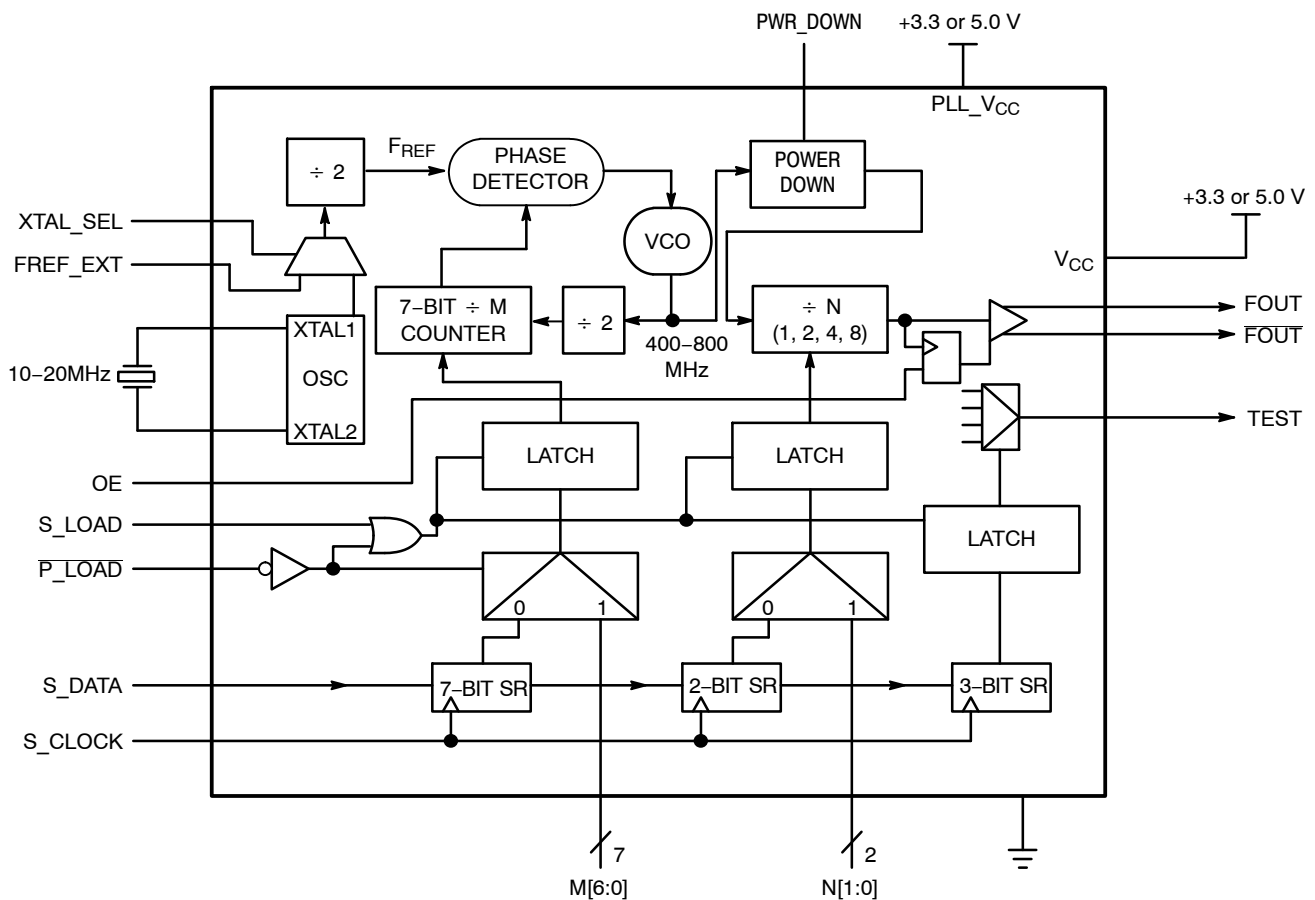 PWR_DOWN
+3.3 or 5.0 V
PLL_VCC
÷ 2
FREF
PHASE
DETECTOR
POWER
DOWN
+3.3 or 5.0 V
XTAL_SEL
FREF_EXT
VCO
VCC
7–BIT ÷ M
COUNTER
÷ 2
400–800
MHz
÷ N
(1, 2, 4, 8)
FOUT
FOUT
XTAL1
OSC
XTAL2
10–20MHz
TEST
LATCH
LATCH
OE
S_LOAD
P_LOAD
LATCH
0
1
0
1
S_DATA
7–BIT SR
2–BIT SR
3–BIT SR
S_CLOCK
7
2
M[6:0]
N[1:0]